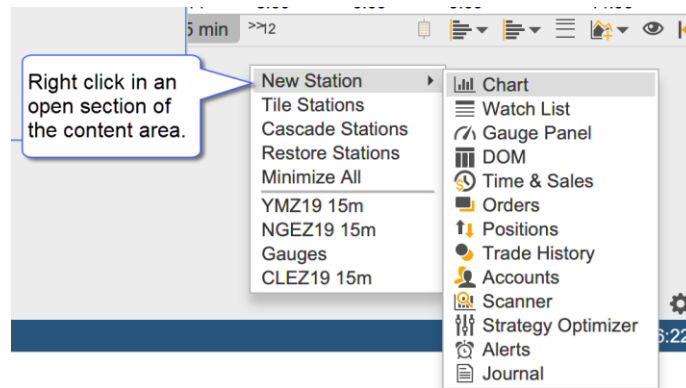 5 min
>>12
Right click in an
open section of
the content area.
New Station
Tile Stations
Cascade Stations
Restore Stations
Minimize All
YMZ19 15m
NGEZ19 15m
Gauges
CLEZ19 15m
Chart
Watch List
Gauge Panel
DOM
Time & Sales
Orders
Positions
Trade History
Accounts
Scanner
Strategy Optimizer
Alerts
Journal
6:22